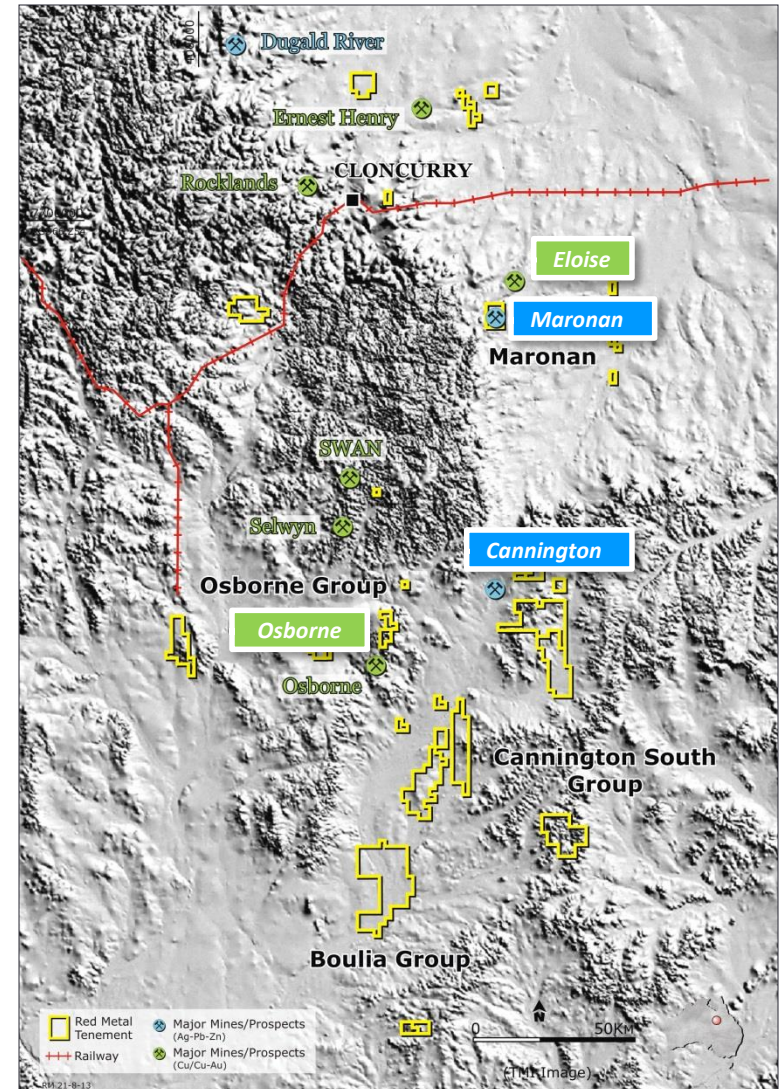 Dugald River
Ernest Henry
CLONCURRY
Rocklands
Eloise
Maronan
Maronan
SWAN
Selwyn
Cannington
Osborne Group
Osborne
Osborne
Cannington South
Group
Boulia Group
Red Metal
Tenement
Railway
Major Mines/Prospects
(Ag-Pb-Zn)
Major Mines/Prospects
(Cu/Cu-Au)
N
0 50KM
(TMI Image)
RM 21-8-13